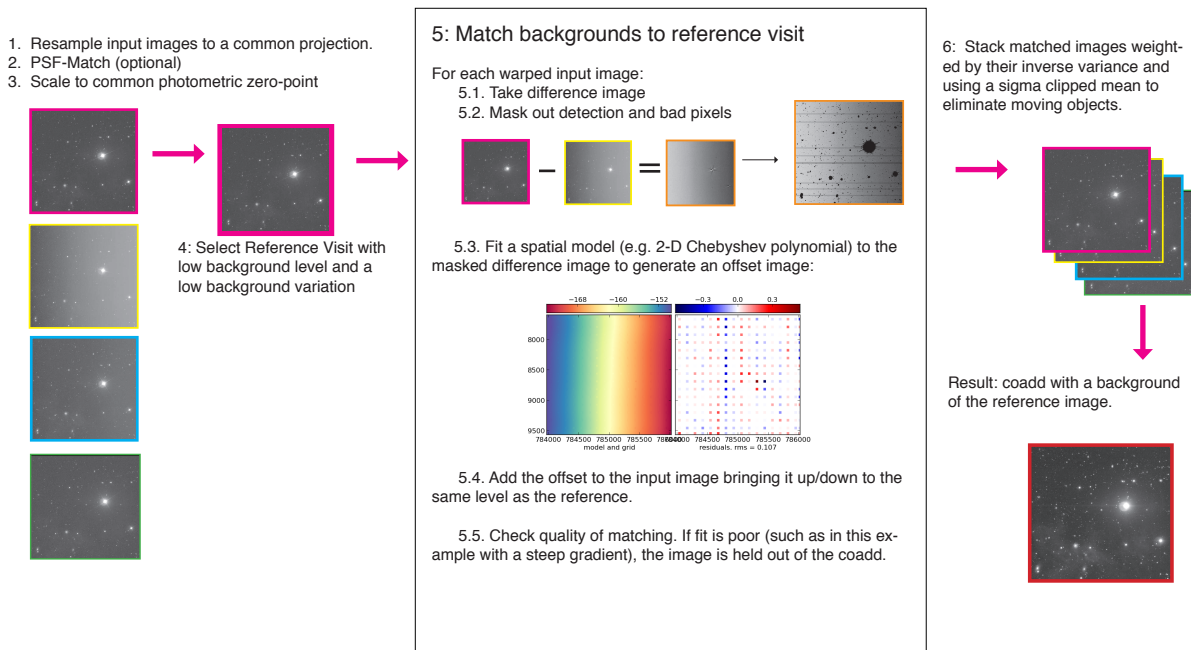 1. Resample input images to a common projection.
2. PSF-Match (optional)
3. Scale to common photometric zero-point
4: Select Reference Visit with
low background level and a
low background variation
5: Match backgrounds to reference visit
For each warped input image:
5.1. Take difference image
5.2. Mask out detection and bad pixels
5.3. Fit a spatial model (e.g. 2-D Chebyshev polynomial) to the
masked difference image to generate an offset image:
−168 −160 −152
−0.3 0.0 0.3
8000
8500
9000
9500
784000 784500 785000 785500 786000
model and grid
784000 784500 785000 785500 786000
residuals. rms = 0.107
5.4. Add the offset to the input image bringing it up/down to the
same level as the reference.
5.5. Check quality of matching. If fit is poor (such as in this ex-
ample with a steep gradient), the image is held out of the coadd.
6: Stack matched images weight-
ed by their inverse variance and
using a sigma clipped mean to
eliminate moving objects.
Result: coadd with a background
of the reference image.